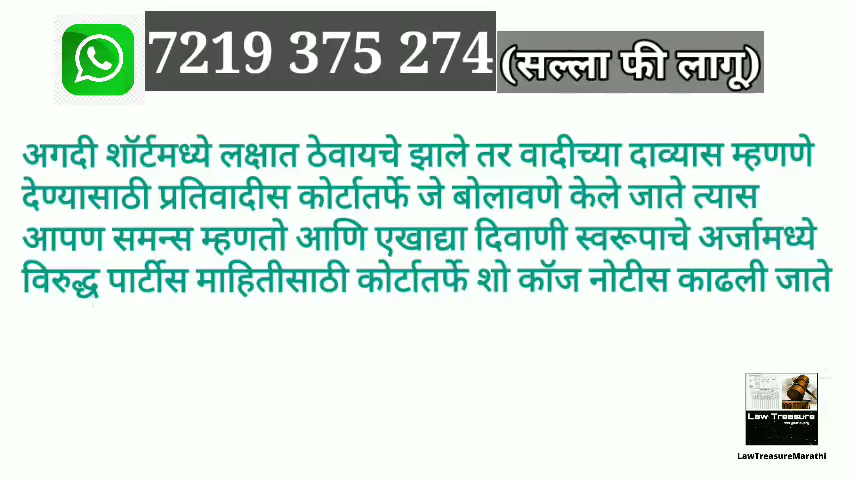 7219 375 274 (सल्ला फी लागू)
अगदी शॉर्टमध्ये लक्षात ठेवायचे झाले तर वादीच्या दाव्यास म्हणणे
देण्यासाठी प्रतिवादीस कोर्टातर्फे जे बोलावणे केले जाते त्यास
आपण समन्स म्हणतो आणि एखाद्या दिवाणी स्वरूपाचे अर्जामध्ये
विरुद्ध पार्टीस माहितीसाठी कोर्टातर्फे शो कॉज नोटीस काढली जाते
Law Treasure
LawTreasureMarathi